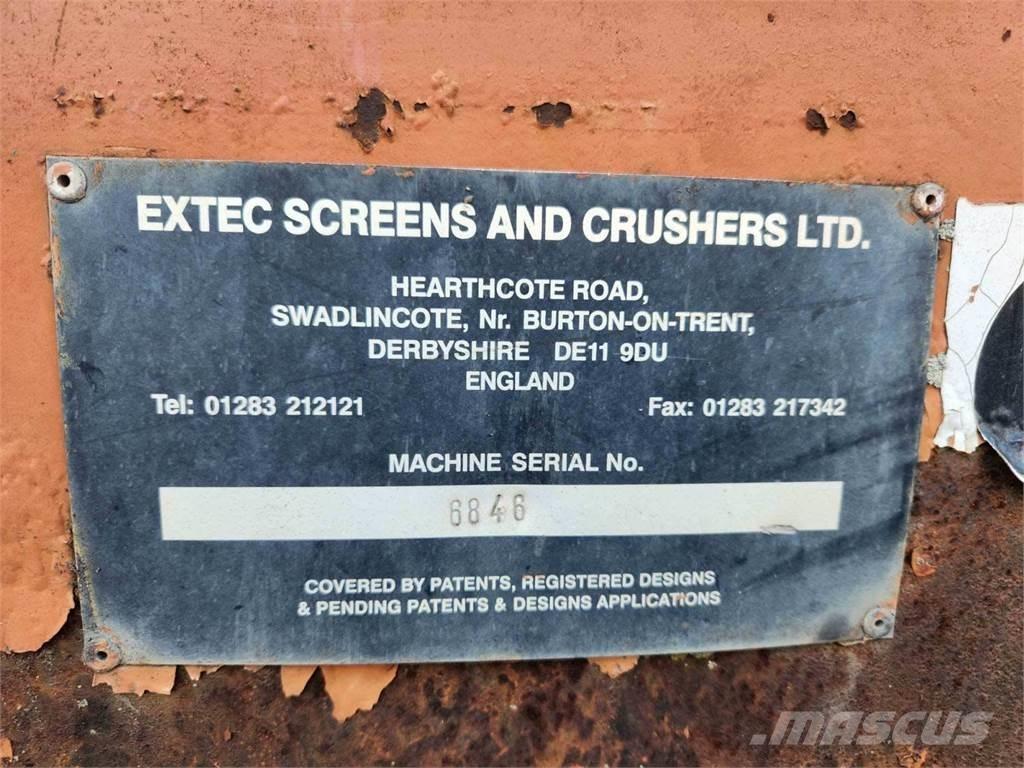 EXTEC SCREENS AND CRUSHERS LTD.
HEARTHCOTE ROAD,
SWADLINCOTE, Nr. BURTON-ON-TRENT,
DERBYSHIRE DE11 9DU
ENGLAND
Tel: 01283 212121 Fax: 01283 217342
MACHINE SERIAL No.
6846
COVERED BY PATENTS, REGISTERED DESIGNS
& PENDING PATENTS & DESIGNS APPLICATIONS
mascus